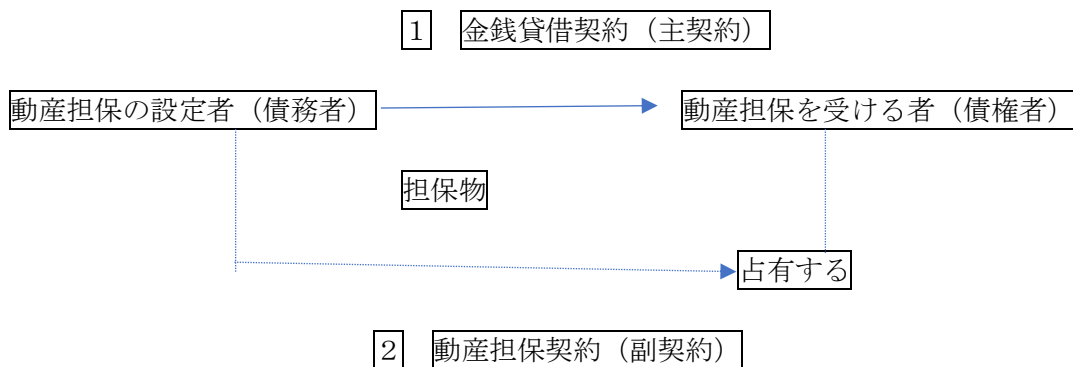 １ 金銭貸借契約（主契約）
動産担保の設定者（債務者） 動産担保を受ける者（債権者）
担保物
占有する
２ 動産担保契約（副契約）